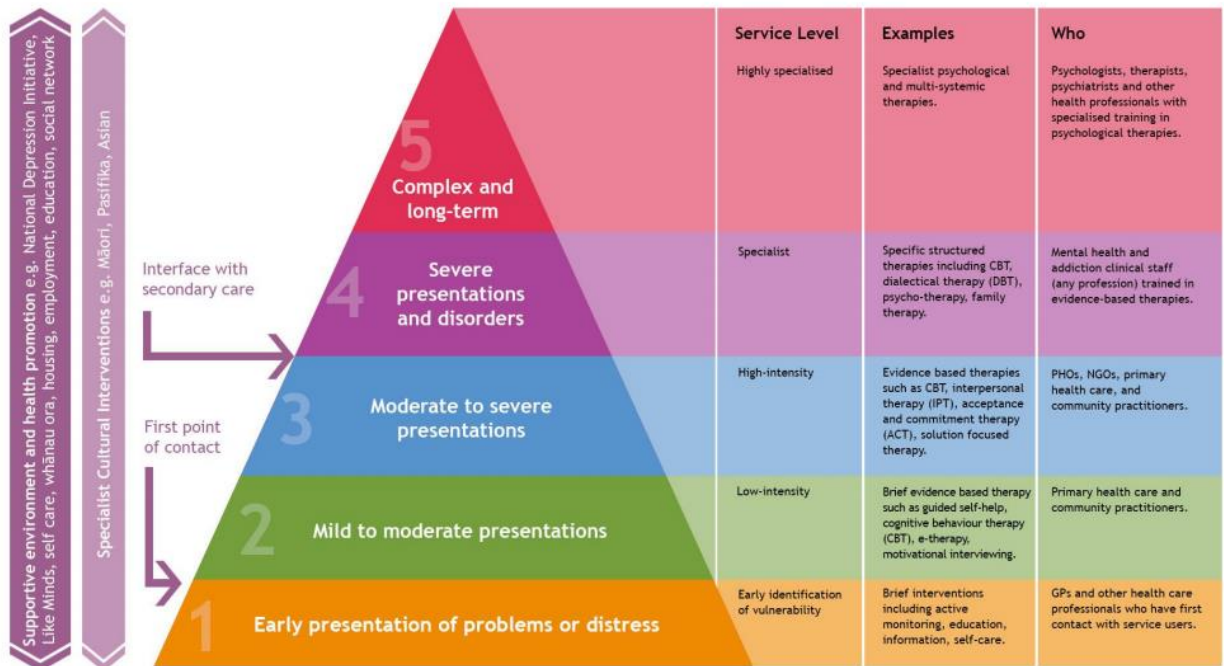 Supportive environment and health promotion e.g. National Depression Initiative,
Like Minds, self care, whānau ora, housing, employment, education, social network
Specialist Cultural Interventions e.g. Māori, Pasifika, Asian
Interface with
secondary care
First point
of contact
Service Level
Examples
Who
5
Complex and
long-term
Highly specialised
Specialist psychological
and multi-systemic
therapies.
Psychologists, therapists,
psychiatrists and other
health professionals with
specialised training in
psychological therapies.
4
Severe
presentations
and disorders
Specialist
Specific structured
therapies including CBT,
dialectical therapy (DBT),
psycho-therapy, family
therapy.
Mental health and
addiction clinical staff
(any profession) trained in
evidence-based therapies.
3
Moderate to severe
presentations
High-intensity
Evidence based therapies
such as CBT, interpersonal
therapy (IPT), acceptance
and commitment therapy
(ACT), solution focused
therapy.
PHOs, NGOs, primary
health care, and
community practitioners.
2
Mild to moderate presentations
Low-intensity
Brief evidence based therapy
such as guided self-help,
cognitive behaviour therapy
(CBT), e-therapy,
motivational interviewing.
Primary health care and
community practitioners.
1
Early presentation of problems or distress
Early identification
of vulnerability
Brief interventions
including active
monitoring, education,
information, self-care.
GPs and other health care
professionals who have first
contact with service users.